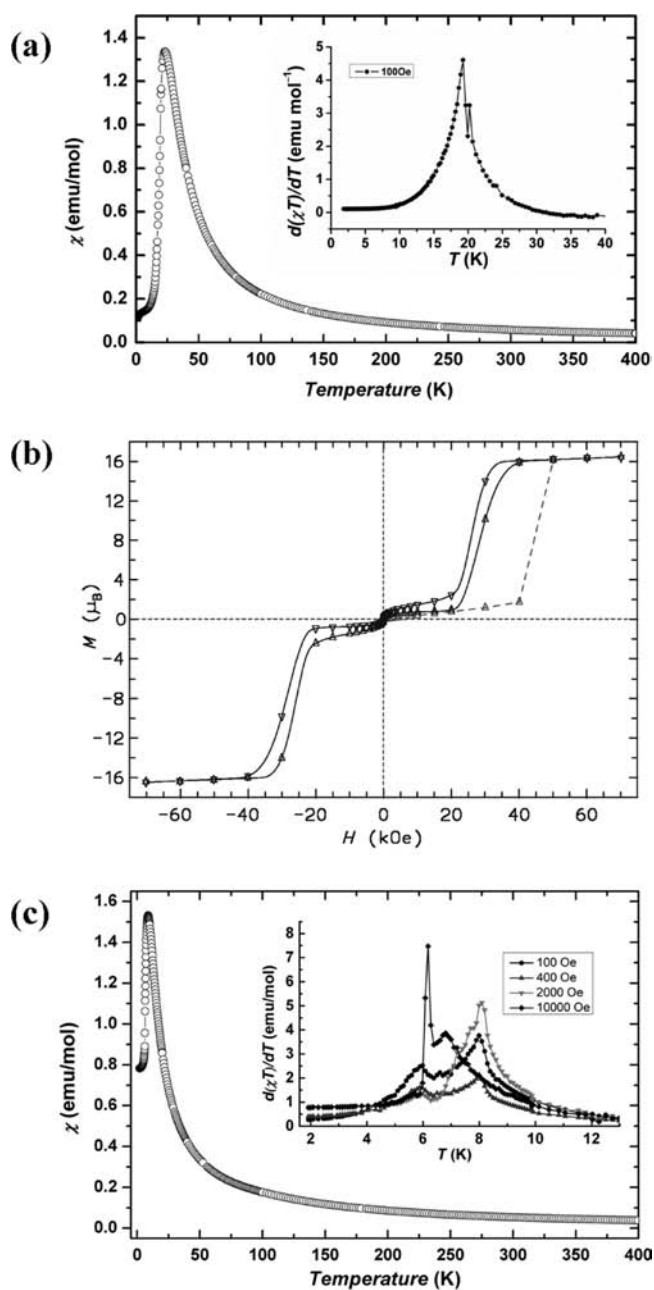 (a)
χ (emu/mol)
1.4
1.2
1.0
0.8
0.6
0.4
0.2
0.0
0 50 100 150 200 250 300 350 400
Temperature (K)
d(χT)/dT (emu mol⁻¹)
5
4
3
2
1
0
0 5 10 15 20 25 30 35 40
T (K)
100Oe
(b)
M (μB)
16
12
8
4
0
−4
−8
−12
−16
−60 −40 −20 0 20 40 60
H (kOe)
(c)
χ (emu/mol)
1.6
1.4
1.2
1.0
0.8
0.6
0.4
0.2
0.0
0 50 100 150 200 250 300 350 400
Temperature (K)
d(χT)/dT (emu/mol)
8
7
6
5
4
3
2
1
0
2 4 6 8 10 12
T (K)
100 Oe
400 Oe
2000 Oe
10000 Oe